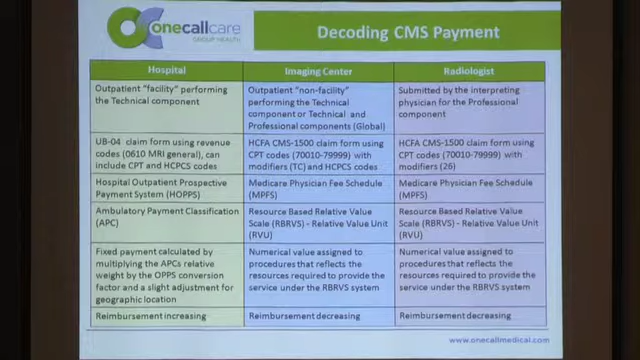 onecallcare
GROUP HEALTH
Decoding CMS Payment
Hospital
Imaging Center
Radiologist
Outpatient "facility" performing
the Technical component
Outpatient "non-facility"
performing the Technical
component or Technical and
Professional components (Global)
Submitted by the interpreting
physician for the Professional
component
UB-04 claim form using revenue
codes (0610 MRI general), can
include CPT and HCPCS codes
HCFA CMS-1500 claim form using
CPT codes (70010-79999) with
modifiers (TC) and HCPCS codes
HCFA CMS-1500 claim form using
CPT codes (70010-79999) with
modifiers (26)
Hospital Outpatient Prospective
Payment System (HOPPS)
Medicare Physician Fee Schedule
(MPFS)
Medicare Physician Fee Schedule
(MPFS)
Ambulatory Payment Classification
(APC)
Resource Based Relative Value
Scale (RBRVS) - Relative Value Unit
(RVU)
Resource Based Relative Value
Scale (RBRVS) - Relative Value Unit
(RVU)
Fixed payment calculated by
multiplying the APCs relative
weight by the OPPS conversion
factor and a slight adjustment for
geographic location
Numerical value assigned to
procedures that reflects the
resources required to provide the
service under the RBRVS system
Numerical value assigned to
procedures that reflects the
resources required to provide the
service under the RBRVS system
Reimbursement increasing
Reimbursement decreasing
Reimbursement decreasing
www.onecallmedical.com